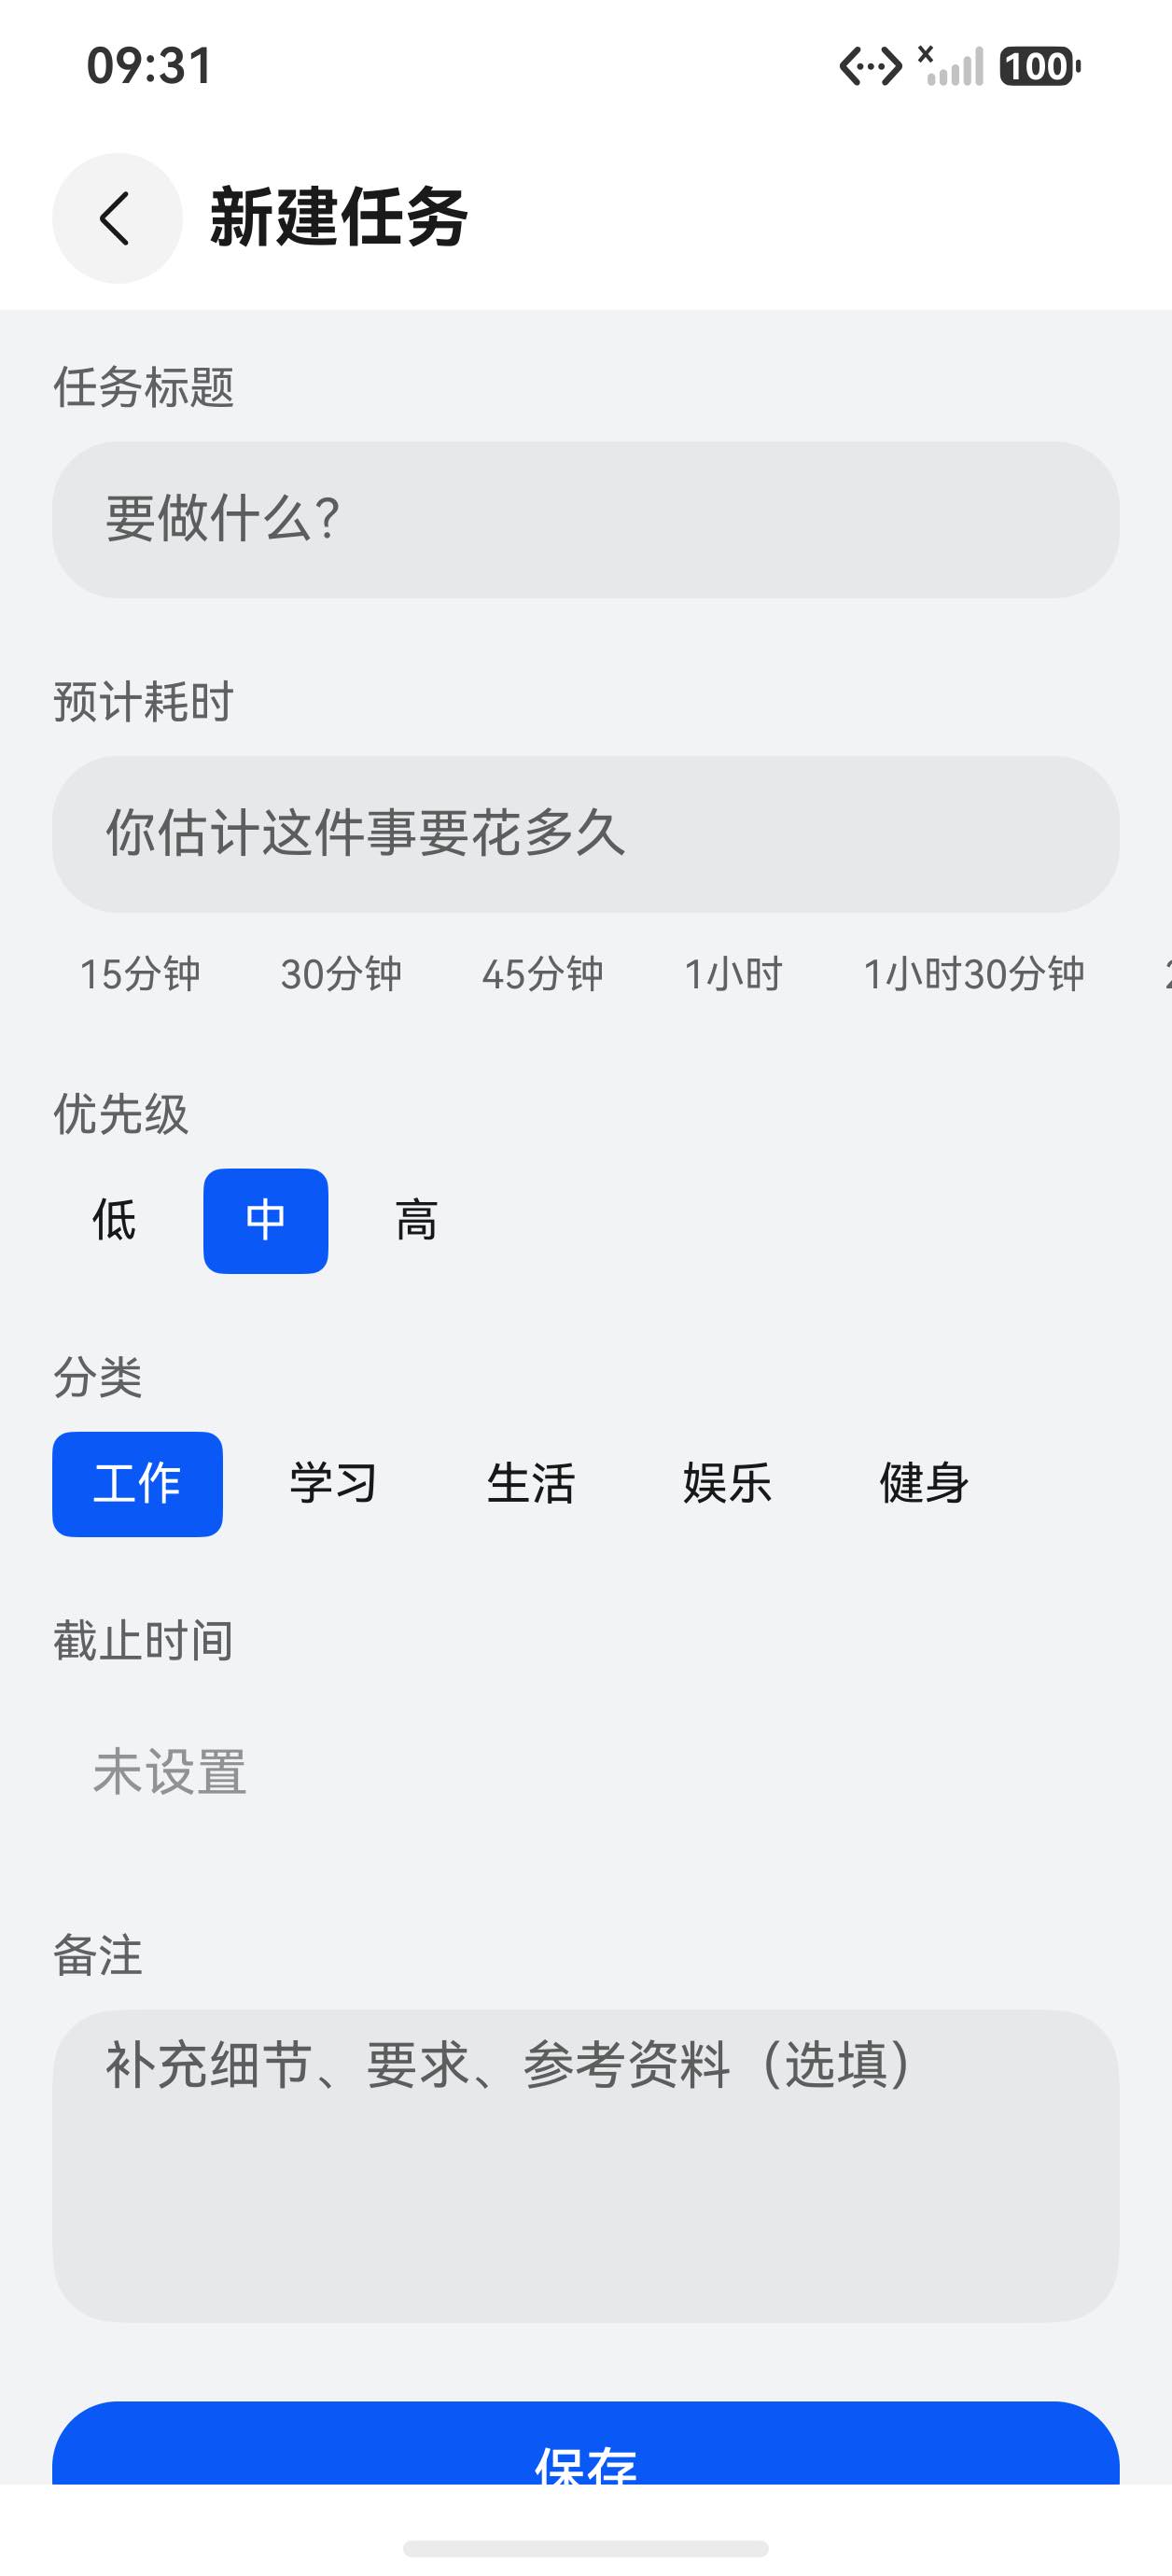 09:31
100
新建任务
任务标题
要做什么?
预计耗时
你估计这件事要花多久
15分钟 30分钟 45分钟 1小时 1小时30分钟
优先级
低 中 高
分类
工作 学习 生活 娱乐 健身
截止时间
未设置
备注
补充细节、要求、参考资料（选填）
保存